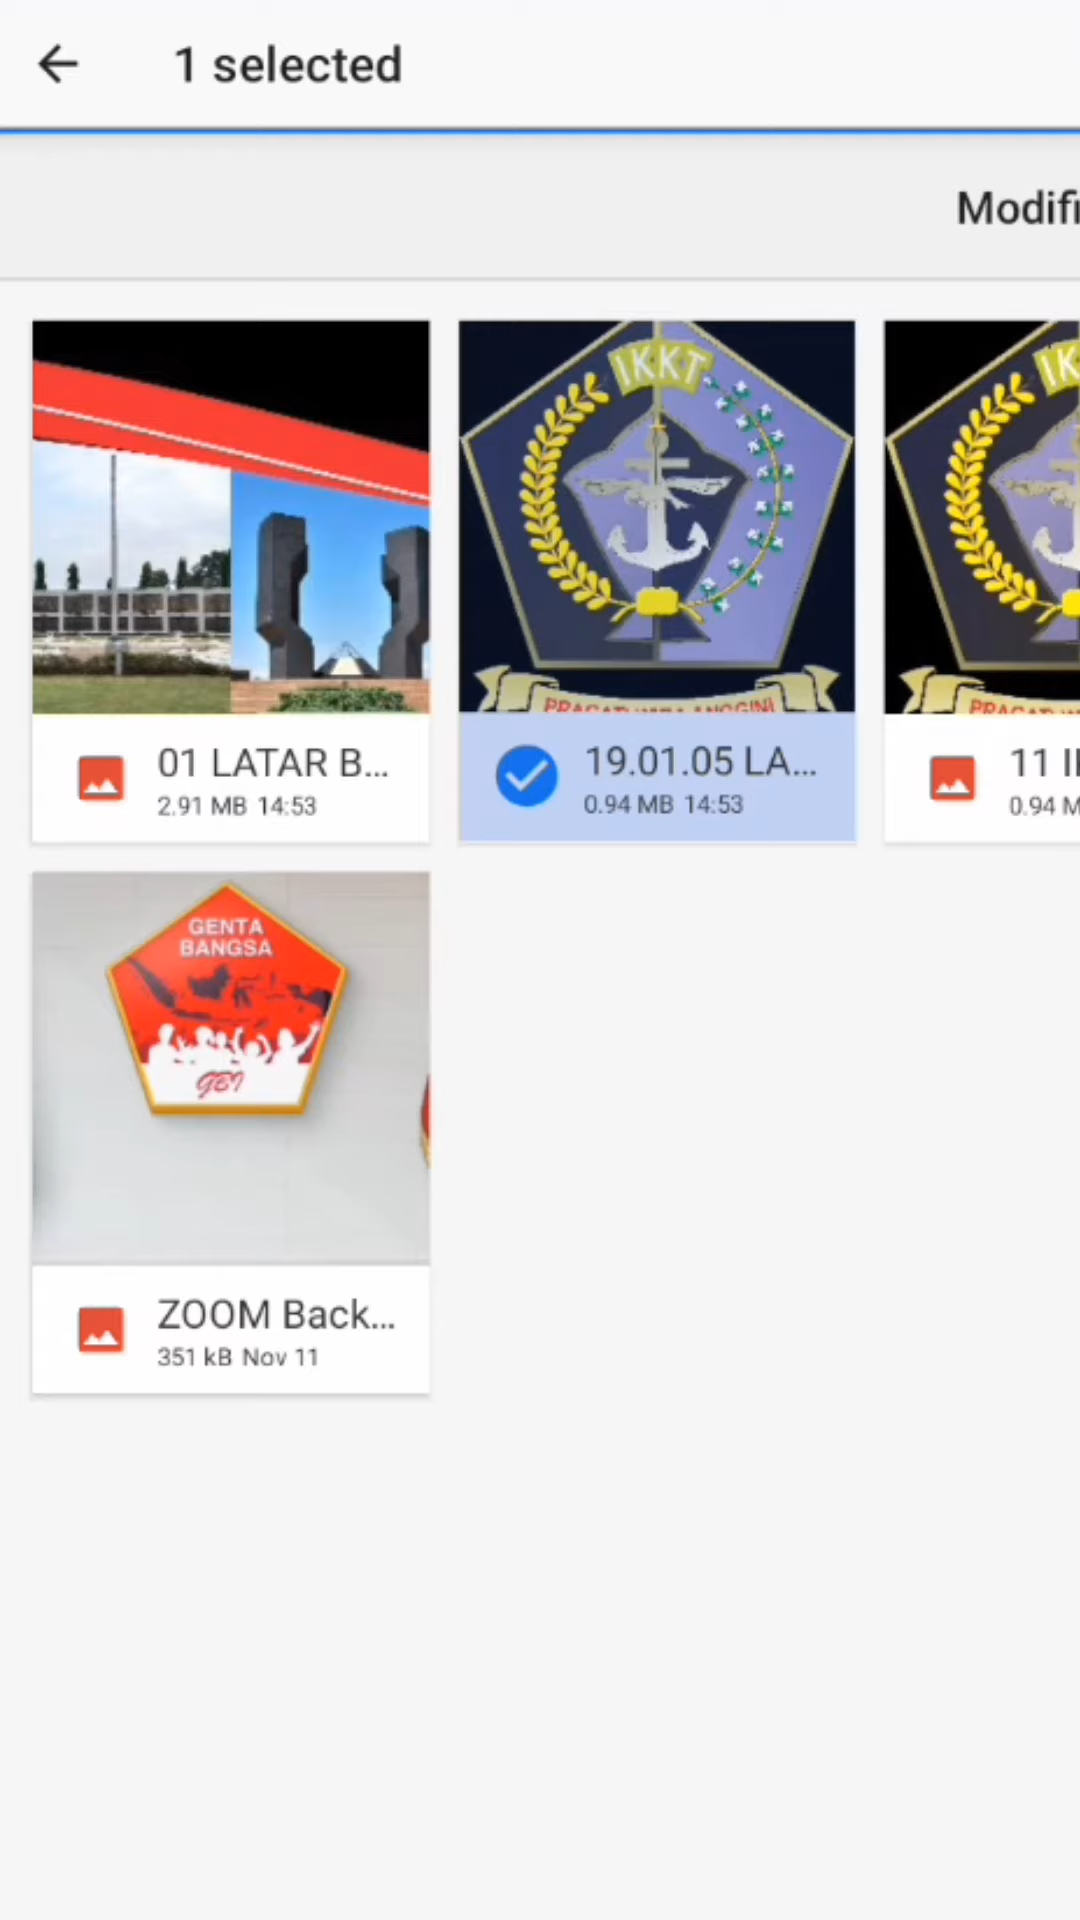 1 selected
Modifi
IKKT
IK
01 LATAR B...
2.91 MB 14:53
19.01.05 LA...
0.94 MB 14:53
11 I
0.94 M
GENTA
BANGSA
GBI
ZOOM Back...
351 kB Nov 11